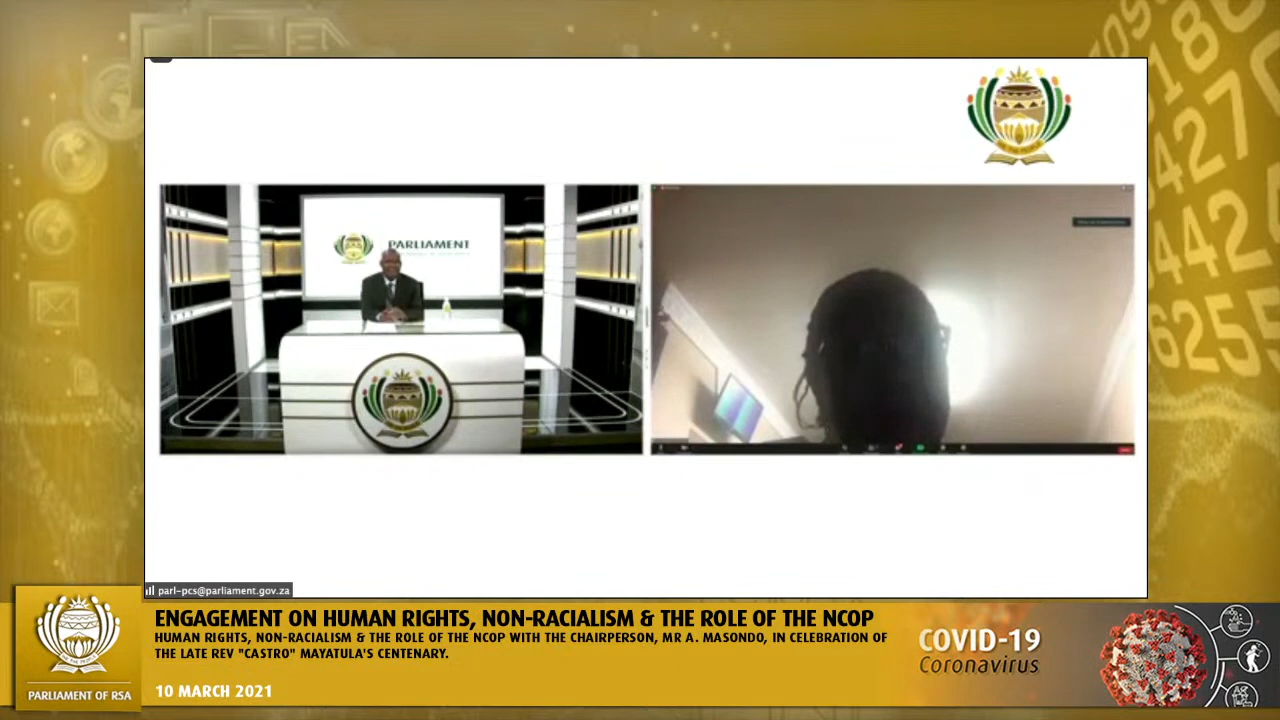 PARLIAMENT
parl-pcs@parliament.gov.za
ENGAGEMENT ON HUMAN RIGHTS, NON-RACIALISM & THE ROLE OF THE NCOP
HUMAN RIGHTS, NON-RACIALISM & THE ROLE OF THE NCOP WITH THE CHAIRPERSON, MR A. MASONDO, IN CELEBRATION OF
THE LATE REV "CASTRO" MAYATULA'S CENTENARY.
10 MARCH 2021
PARLIAMENT OF RSA
COVID-19
Coronavirus
6255